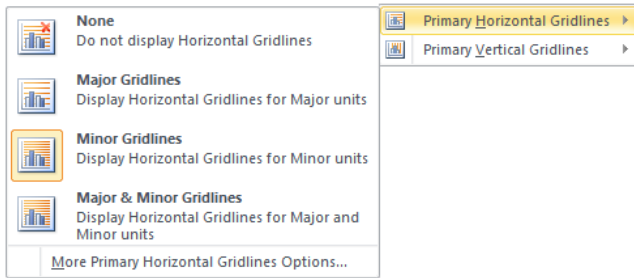 None
Do not display Horizontal Gridlines
Major Gridlines
Display Horizontal Gridlines for Major units
Minor Gridlines
Display Horizontal Gridlines for Minor units
Major & Minor Gridlines
Display Horizontal Gridlines for Major and
Minor units
More Primary Horizontal Gridlines Options...
Primary Horizontal Gridlines
Primary Vertical Gridlines